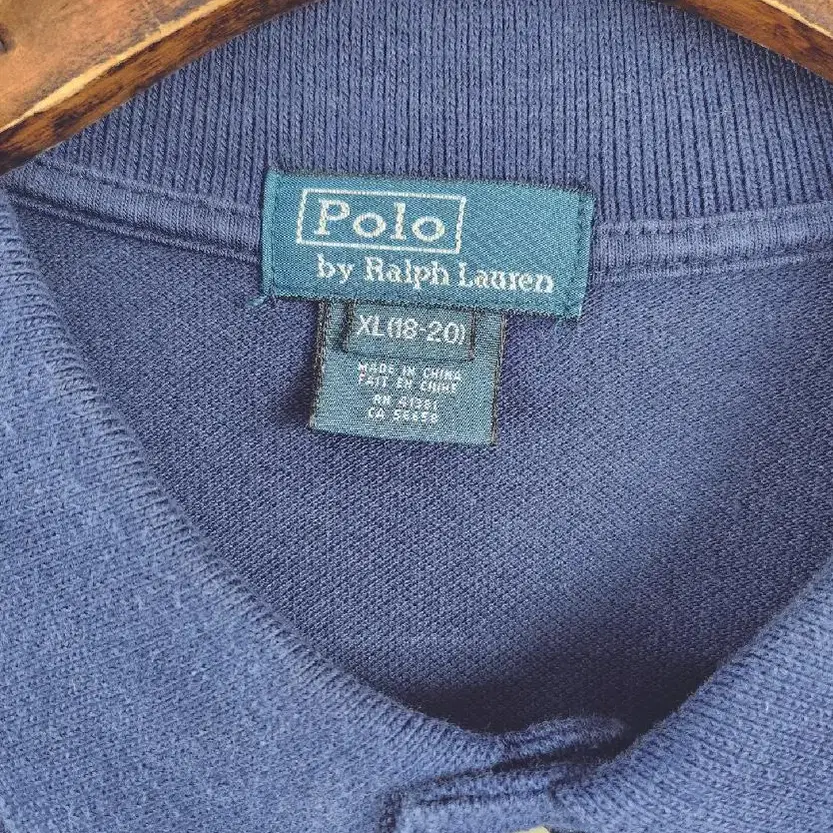 Polo
by Ralph Lauren
XL(18-20)
MADE IN CHINA
FAIT EN CHINE
RN 41381
CA 56658